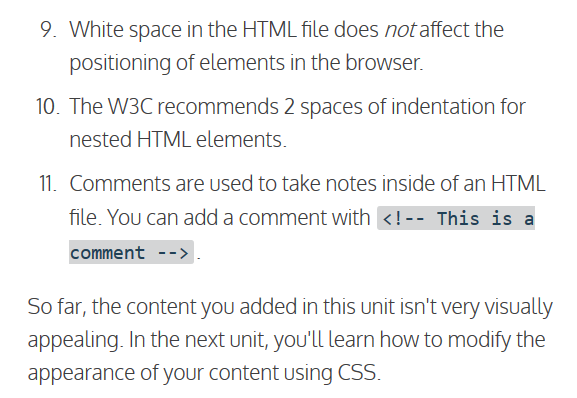 9. White space in the HTML file does not affect the
positioning of elements in the browser.
10. The W3C recommends 2 spaces of indentation for
nested HTML elements.
11. Comments are used to take notes inside of an HTML
file. You can add a comment with <!-- This is a
comment --> .
So far, the content you added in this unit isn't very visually
appealing. In the next unit, you'll learn how to modify the
appearance of your content using CSS.